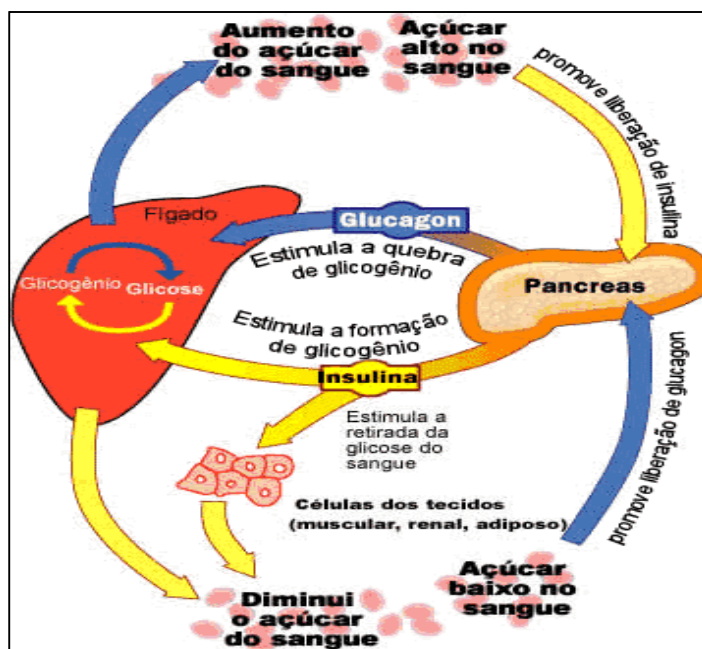 Aumento
do açúcar
do sangue
Açúcar
alto no
sangue
promove liberação de insulina
Fígado
Glucagon
Estimula a quebra
de glicogênio
Glicogênio
Glicose
Pancreas
Estimula a formação
de glicogênio
Insulina
Estimula a
retirada da
glicose do
sangue
promove liberação de glucagon
Células dos tecidos
(muscular, renal, adiposo)
Açúcar
baixo no
sangue
Diminui
o açúcar
do sangue